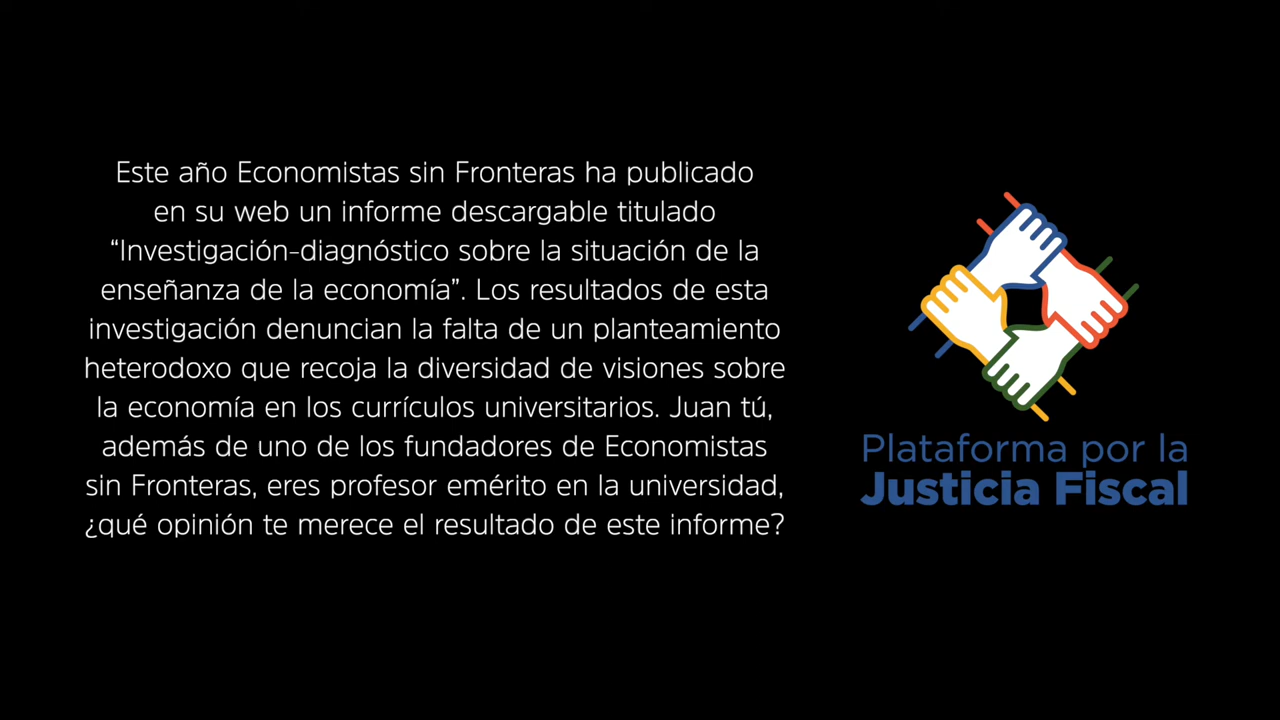 Este año Economistas sin Fronteras ha publicado
en su web un informe descargable titulado
“Investigación-diagnóstico sobre la situación de la
enseñanza de la economía”. Los resultados de esta
investigación denuncian la falta de un planteamiento
heterodoxo que recoja la diversidad de visiones sobre
la economía en los currículos universitarios. Juan tú,
además de uno de los fundadores de Economistas
sin Fronteras, eres profesor emérito en la universidad,
¿qué opinión te merece el resultado de este informe?
Plataforma por la
Justicia Fiscal